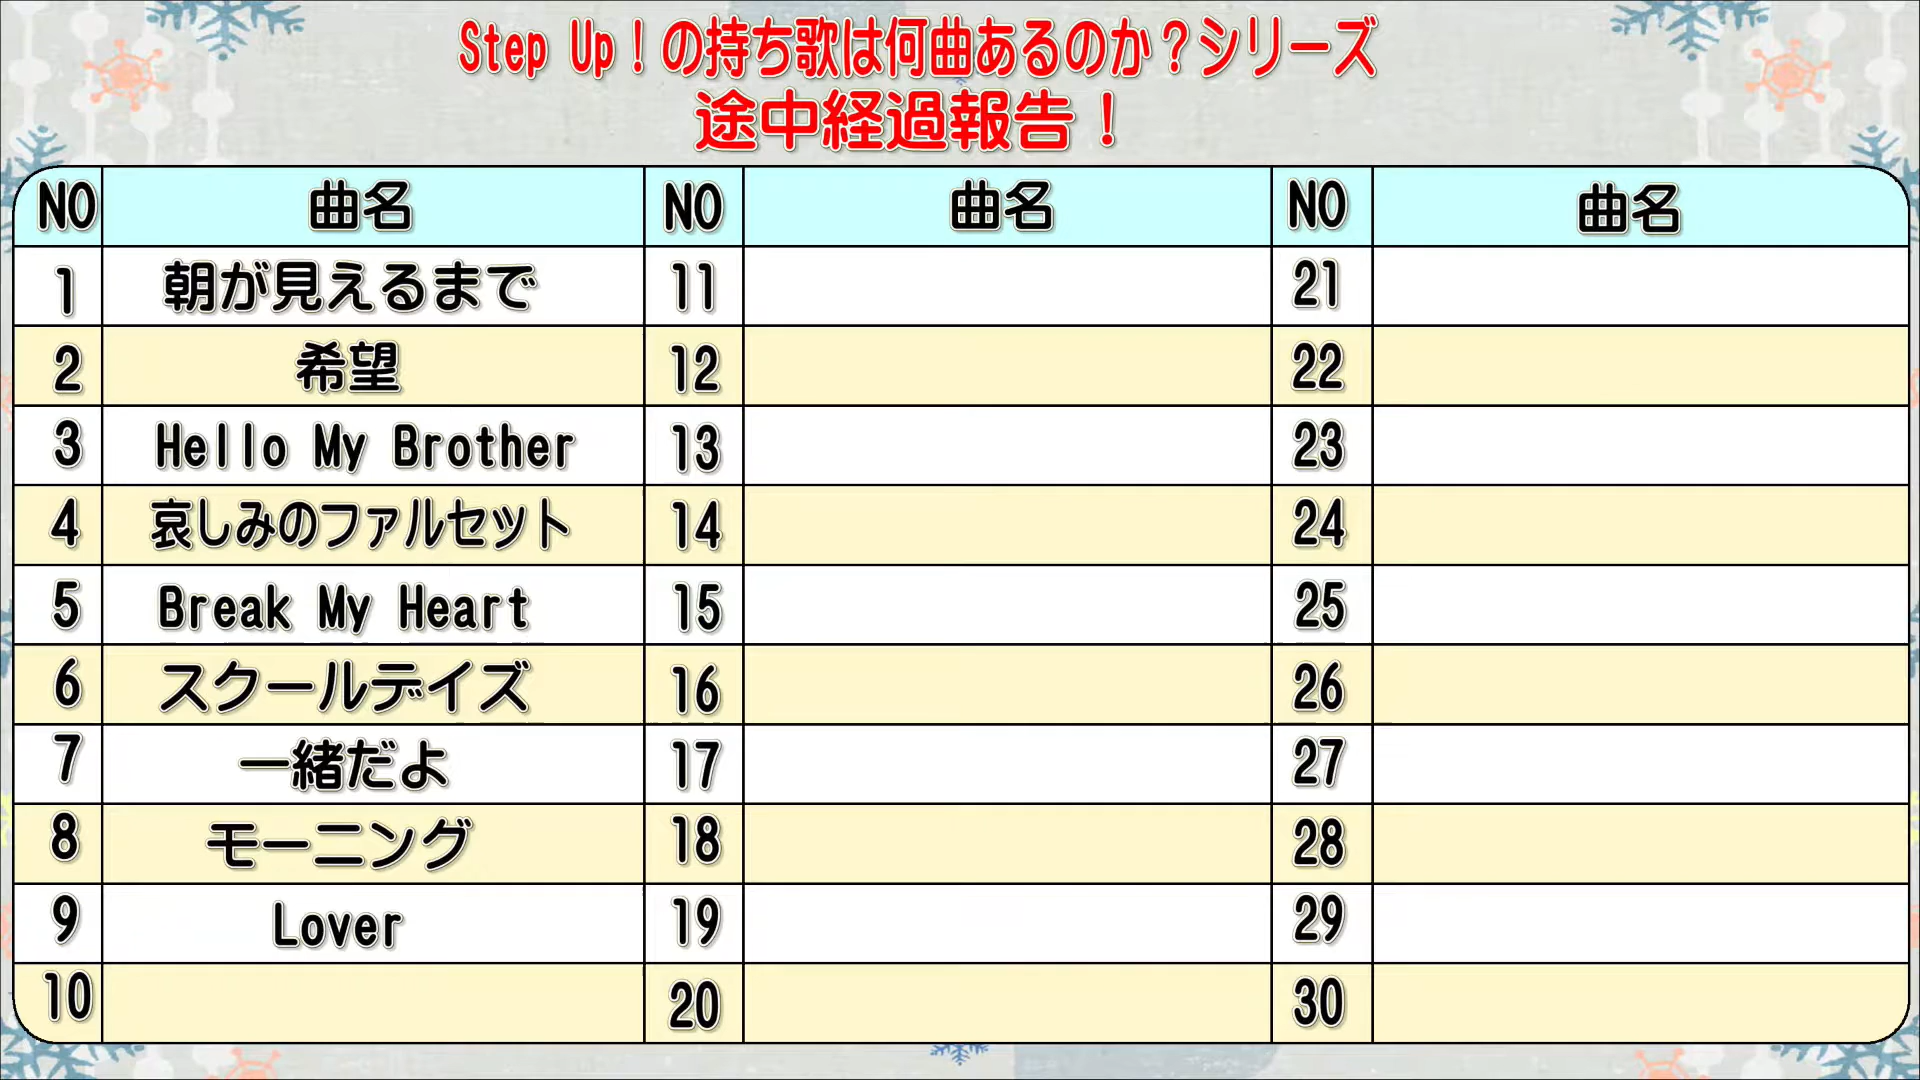 Step Up！の持ち歌は何曲あるのか？シリーズ
途中経過報告！
NO 曲名 NO 曲名 NO 曲名
1 朝が見えるまで 11 21
2 希望 12 22
3 Hello My Brother 13 23
4 哀しみのファルセット 14 24
5 Break My Heart 15 25
6 スクールデイズ 16 26
7 一緒だよ 17 27
8 モーニング 18 28
9 Lover 19 29
10 20 30